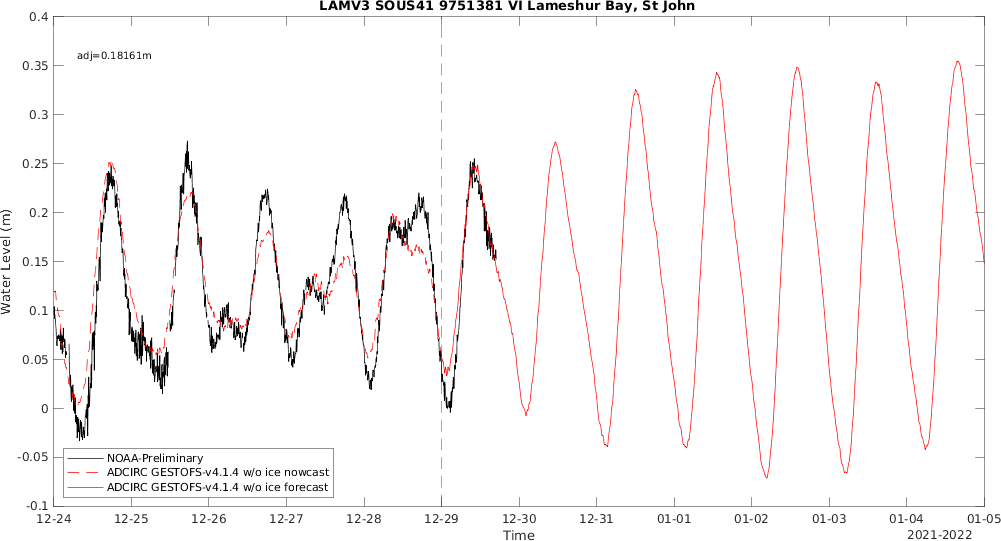 LAMV3 SOUS41 9751381 VI Lameshur Bay, St John
adj=0.18161m
Water Level (m)
0.4
0.35
0.3
0.25
0.2
0.15
0.1
0.05
0
-0.05
-0.1
NOAA-Preliminary
ADCIRC GESTOFS-v4.1.4 w/o ice nowcast
ADCIRC GESTOFS-v4.1.4 w/o ice forecast
12-24 12-25 12-26 12-27 12-28 12-29 12-30 12-31 01-01 01-02 01-03 01-04 01-05
Time
2021-2022